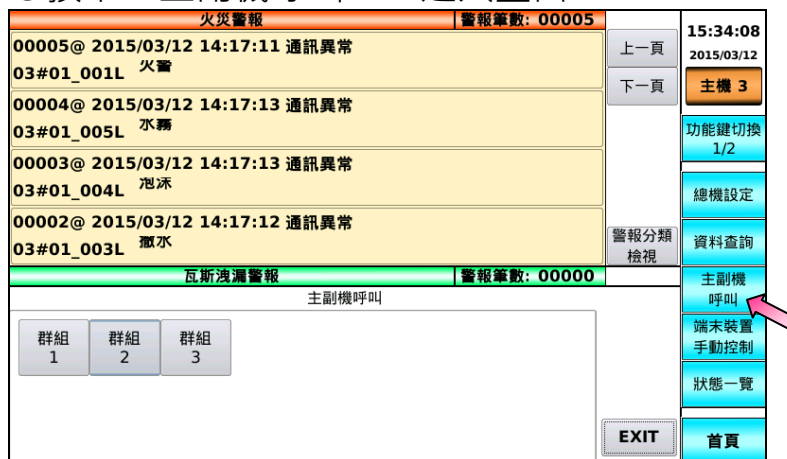 火災警報 警報筆數: 00005
00005@ 2015/03/12 14:17:11 通訊異常
03#01_001L 火警
00004@ 2015/03/12 14:17:13 通訊異常
03#01_005L 水霧
00003@ 2015/03/12 14:17:13 通訊異常
03#01_004L 泡沫
00002@ 2015/03/12 14:17:12 通訊異常
03#01_003L 撒水
瓦斯洩漏警報 警報筆數: 00000
主副機呼叫
群組
1
群組
2
群組
3
上一頁
下一頁
警報分類
檢視
EXIT
15:34:08
2015/03/12
主機 3
功能鍵切換
1/2
總機設定
資料查詢
主副機
呼叫
端末裝置
手動控制
狀態一覽
首頁